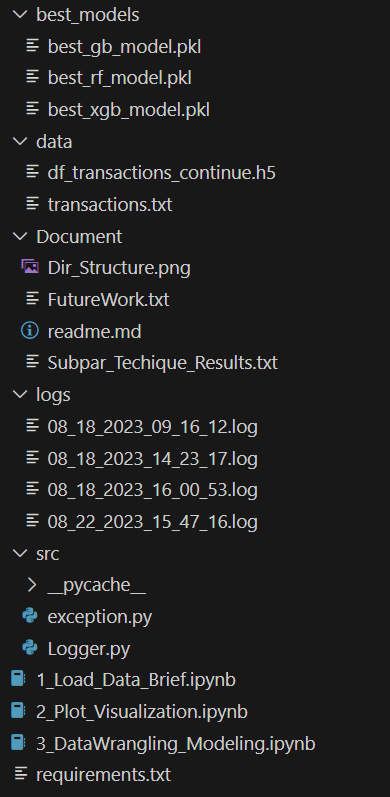 best_models
best_gb_model.pkl
best_rf_model.pkl
best_xgb_model.pkl
data
df_transactions_continue.h5
transactions.txt
Document
Dir_Structure.png
FutureWork.txt
readme.md
Subpar_Techique_Results.txt
logs
08_18_2023_09_16_12.log
08_18_2023_14_23_17.log
08_18_2023_16_00_53.log
08_22_2023_15_47_16.log
src
__pycache__
exception.py
Logger.py
1_Load_Data_Brief.ipynb
2_Plot_Visualization.ipynb
3_DataWrangling_Modeling.ipynb
requirements.txt